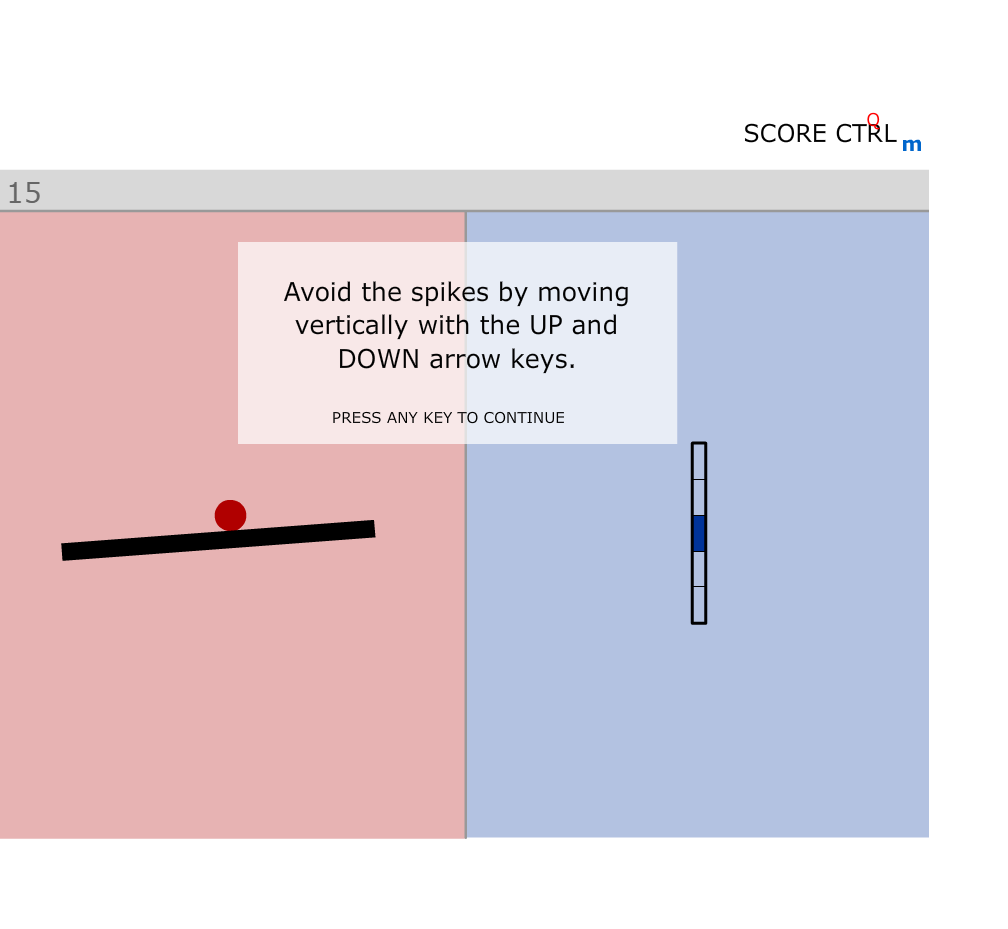 SCORE CTRL
Q
m
15
Avoid the spikes by moving
vertically with the UP and
DOWN arrow keys.
PRESS ANY KEY TO CONTINUE